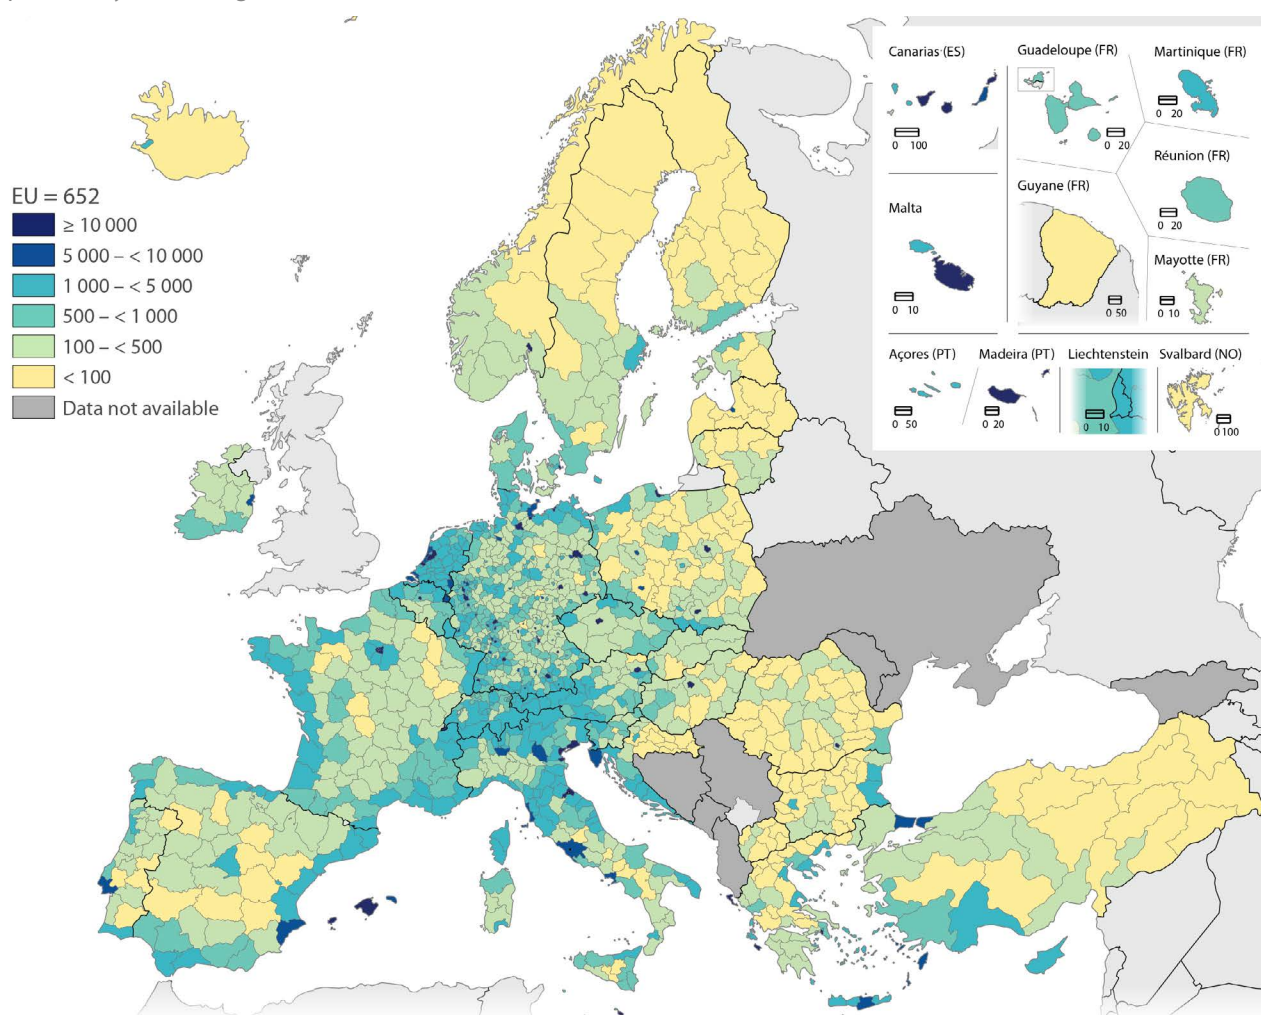 EU = 652
≥ 10 000
5 000 – < 10 000
1 000 – < 5 000
500 – < 1 000
100 – < 500
< 100
Data not available
Canarias (ES)
0 100
Guadeloupe (FR)
0 20
Martinique (FR)
0 20
Réunion (FR)
0 20
Guyane (FR)
0 50
Mayotte (FR)
0 10
Malta
0 10
Açores (PT)
0 50
Madeira (PT)
0 20
Liechtenstein
0 10
Svalbard (NO)
0 100